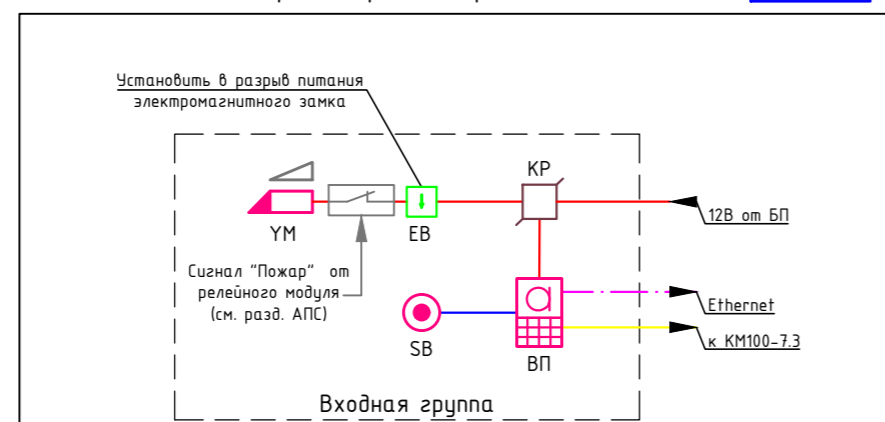 Установить в разрыв питания
электромагнитного замка
КР
12В от БП
YM
EB
Сигнал "Пожар" от
релейного модуля
(см. разд. АПС)
SB
ВП
Ethernet
к КМ100-7.3
Входная группа